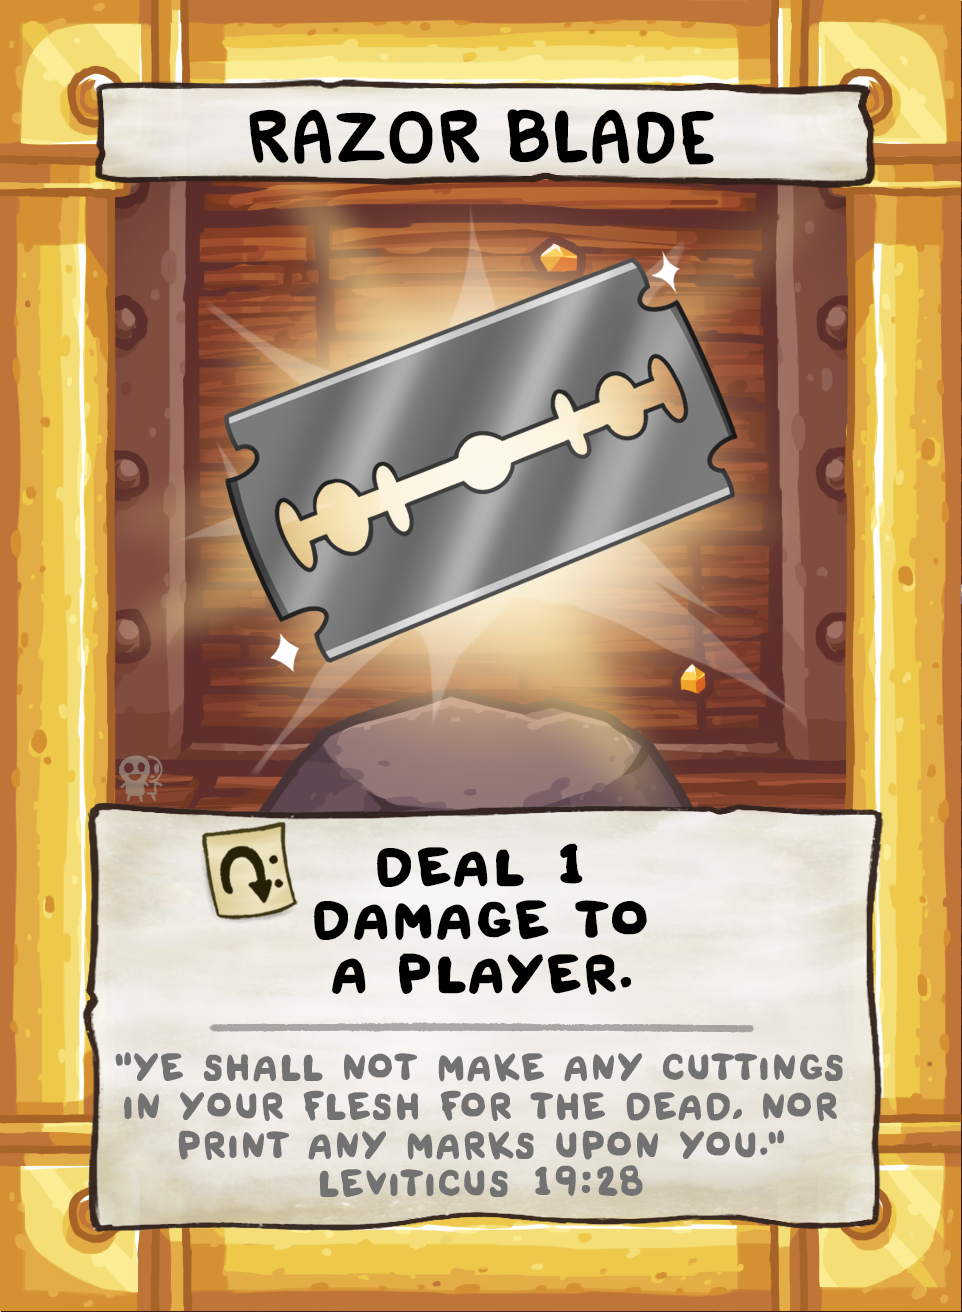 RAZOR BLADE
DEAL 1
DAMAGE TO
A PLAYER.
"YE SHALL NOT MAKE ANY CUTTINGS
IN YOUR FLESH FOR THE DEAD, NOR
PRINT ANY MARKS UPON YOU."
LEVITICUS 19:28